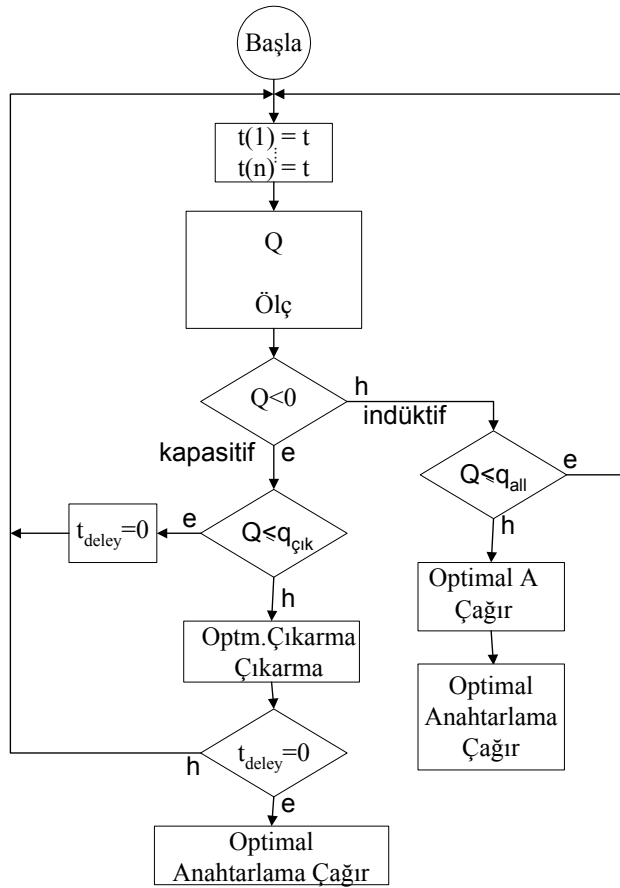 Başla
t(1) = t
t(n) = t
Q
Ölç
Q<0
h
indüktif
kapasitif
e
Q≤q_all
e
h
Q≤q_çık
e
t_deley=0
h
Optimal A
Çağır
Optm.Çıkarma
Çıkarma
Optimal
Anahtarlama
Çağır
t_deley=0
h
e
Optimal
Anahtarlama Çağır